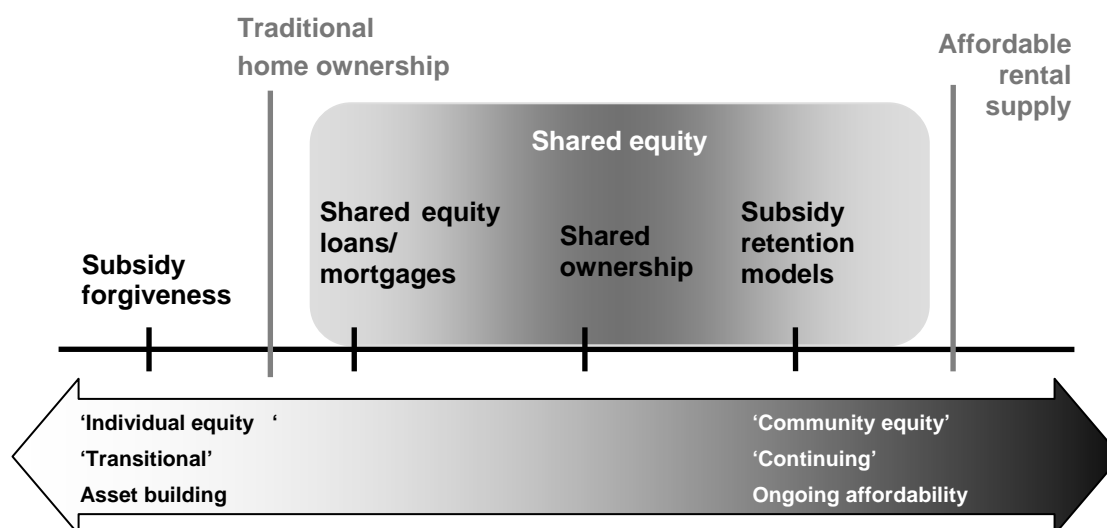 Traditional
home ownership
Affordable
rental
supply
Shared equity
Shared equity
loans/
mortgages
Shared
ownership
Subsidy
retention
models
Subsidy
forgiveness
‘Individual equity ‘
‘Transitional’
Asset building
‘Community equity’
‘Continuing’
Ongoing affordability